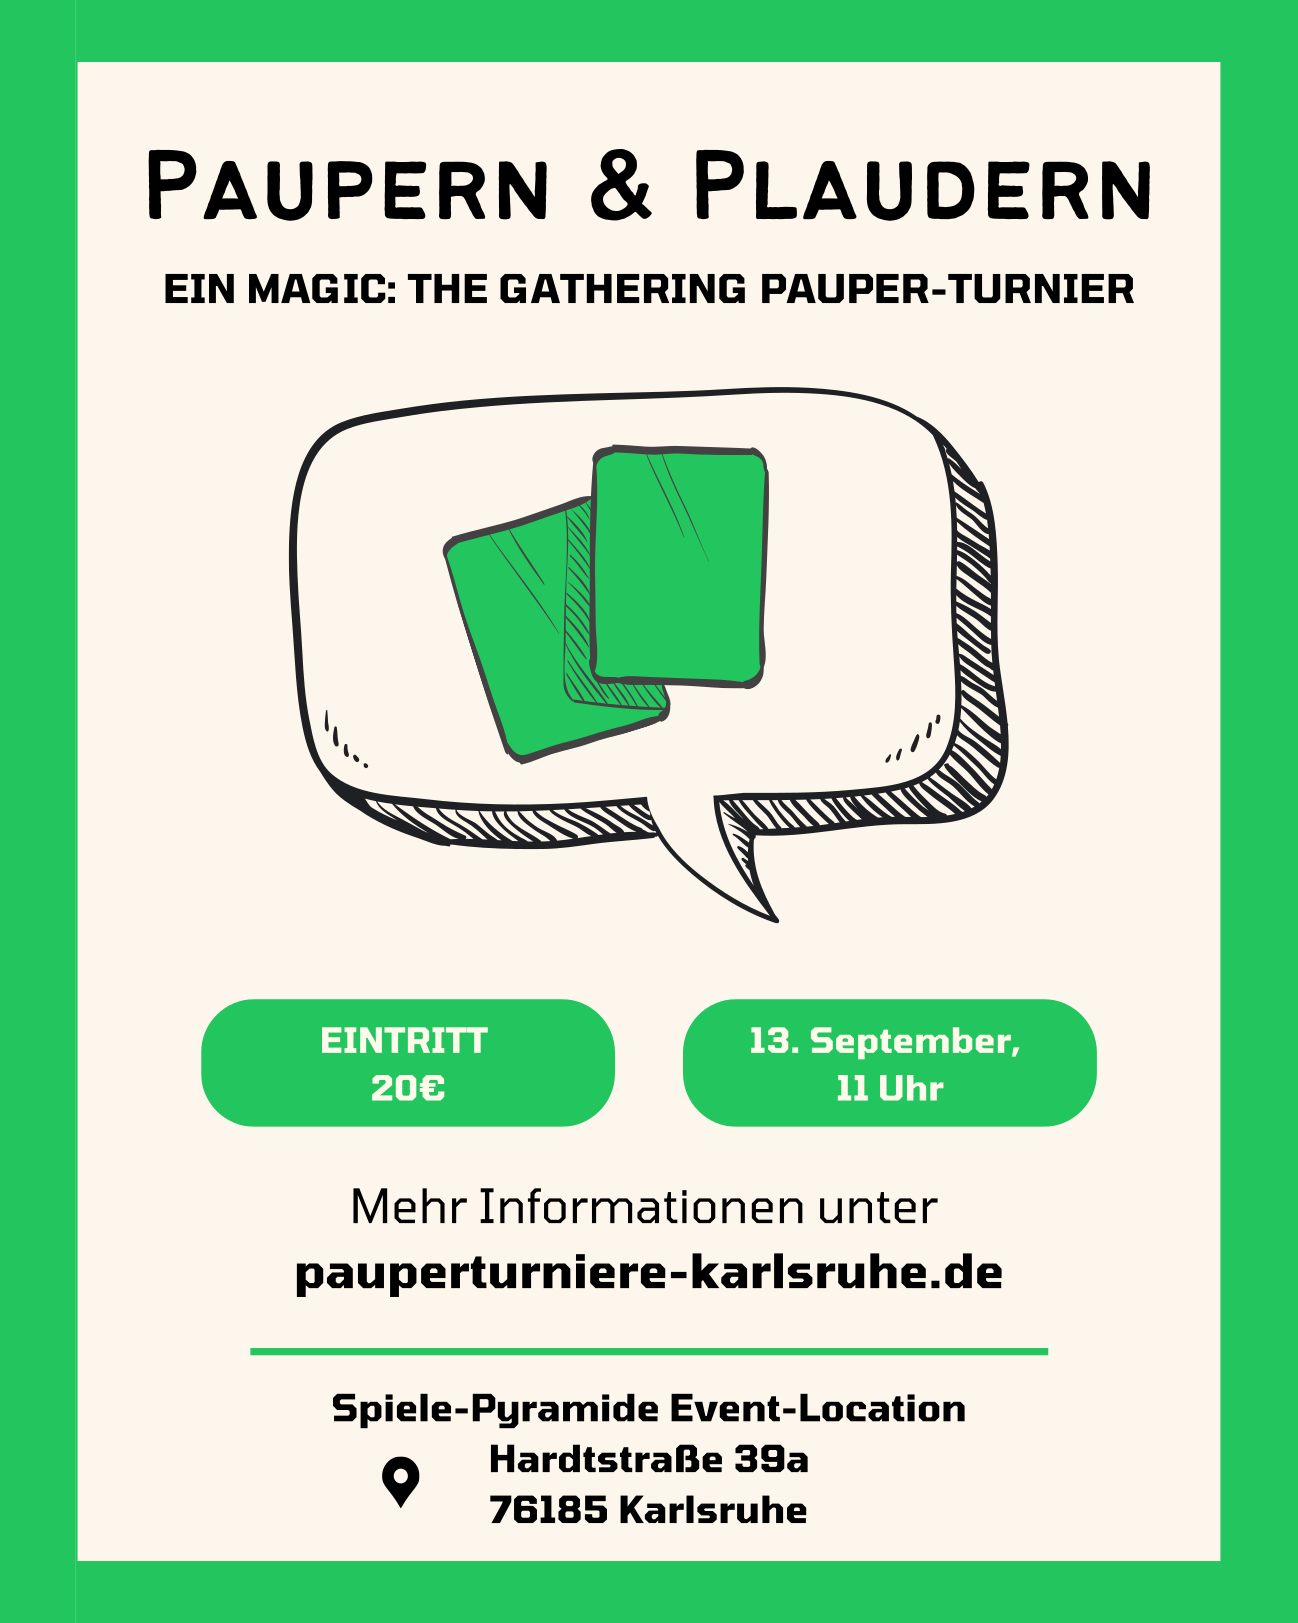 Paupern & Plaudern
EIN MAGIC: THE GATHERING PAUPER-TURNIER
EINTRITT
20€
13. September,
11 Uhr
Mehr Informationen unter
pauperturniere-karlsruhe.de
Spiele-Pyramide Event-Location
Hardtstraße 39a
76185 Karlsruhe